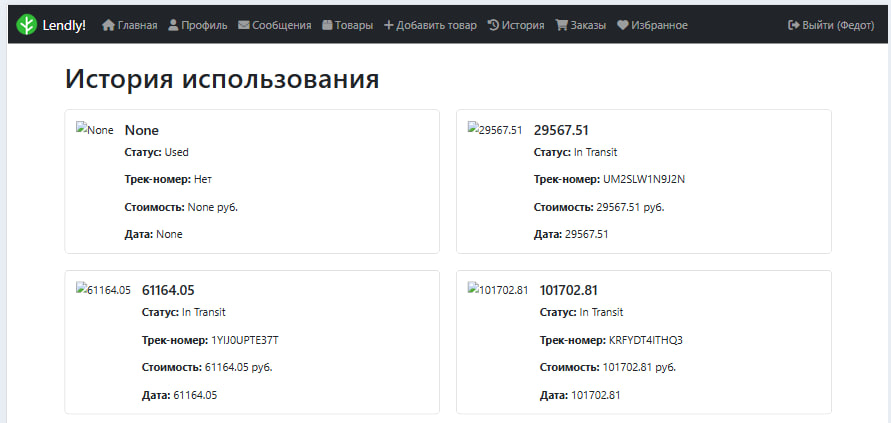 Lendly! Главная Профиль Сообщения Товары Добавить товар История Заказы Избранное Выйти (Федот)
История использования
None None
Статус: Used
Трек-номер: Нет
Стоимость: None руб.
Дата: None
29567.51 29567.51
Статус: In Transit
Трек-номер: UM2SLW1N9J2N
Стоимость: 29567.51 руб.
Дата: 29567.51
61164.05 61164.05
Статус: In Transit
Трек-номер: 1YIJ0UPTE37T
Стоимость: 61164.05 руб.
Дата: 61164.05
101702.81 101702.81
Статус: In Transit
Трек-номер: KRFYDT4ITHQ3
Стоимость: 101702.81 руб.
Дата: 101702.81